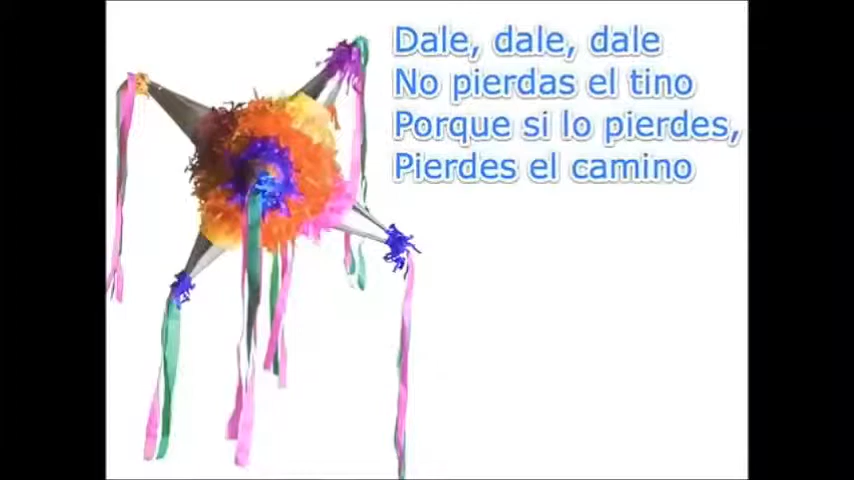 Dale, dale, dale
No pierdas el tino
Porque si lo pierdes,
Pierdes el camino